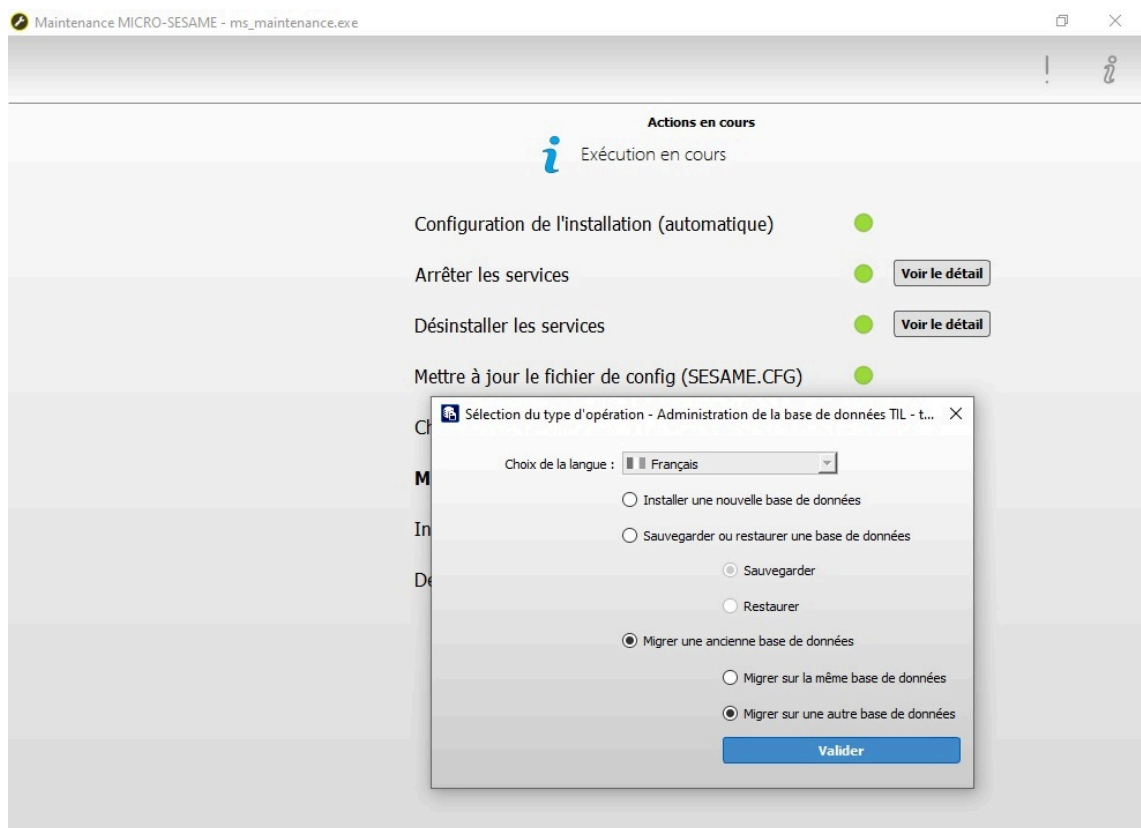 Maintenance MICRO-SESAME - ms_maintenance.exe
Actions en cours
Exécution en cours
Configuration de l'installation (automatique)
Arrêter les services
Voir le détail
Désinstaller les services
Voir le détail
Mettre à jour le fichier de config (SESAME.CFG)
Ch
M
In
Dé
Sélection du type d'opération - Administration de la base de données TIL - t...
Choix de la langue :
Français
Installer une nouvelle base de données
Sauvegarder ou restaurer une base de données
Sauvegarder
Restaurer
Migrer une ancienne base de données
Migrer sur la même base de données
Migrer sur une autre base de données
Valider